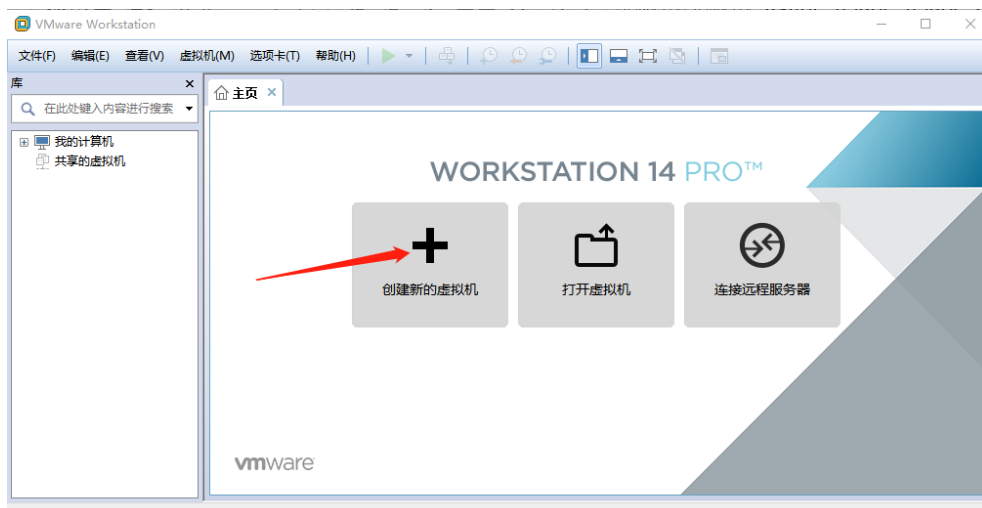 VMware Workstation
文件(F) 编辑(E) 查看(V) 虚拟机(M) 选项卡(T) 帮助(H)
库
主页
在此处键入内容进行搜索
我的计算机
共享的虚拟机
WORKSTATION 14 PRO™
创建新的虚拟机
打开虚拟机
连接远程服务器
vmware